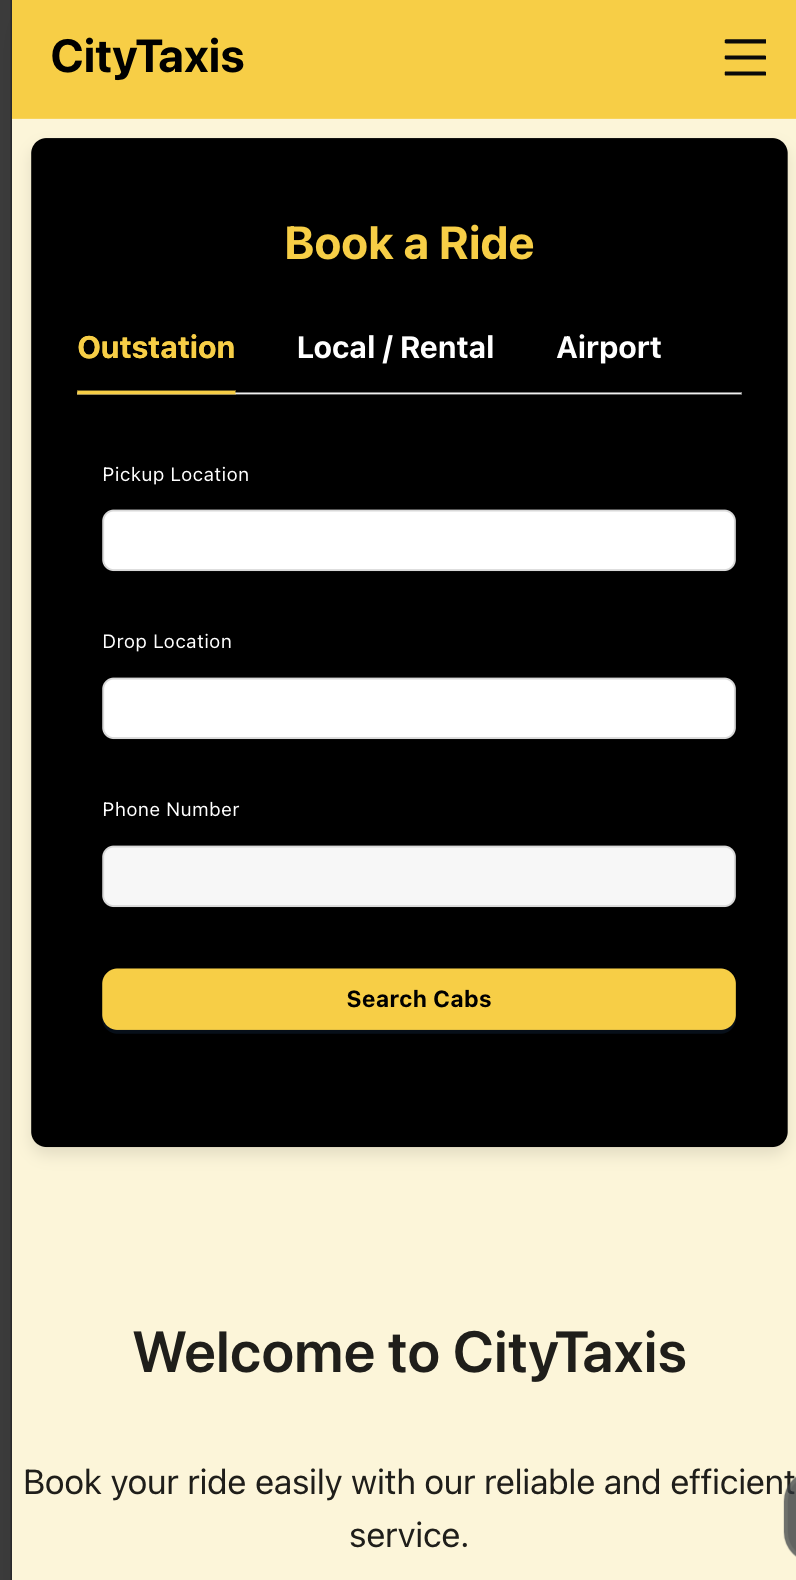 CityTaxis
Book a Ride
Outstation Local / Rental Airport
Pickup Location
Drop Location
Phone Number
Search Cabs
Welcome to CityTaxis
Book your ride easily with our reliable and efficient
service.